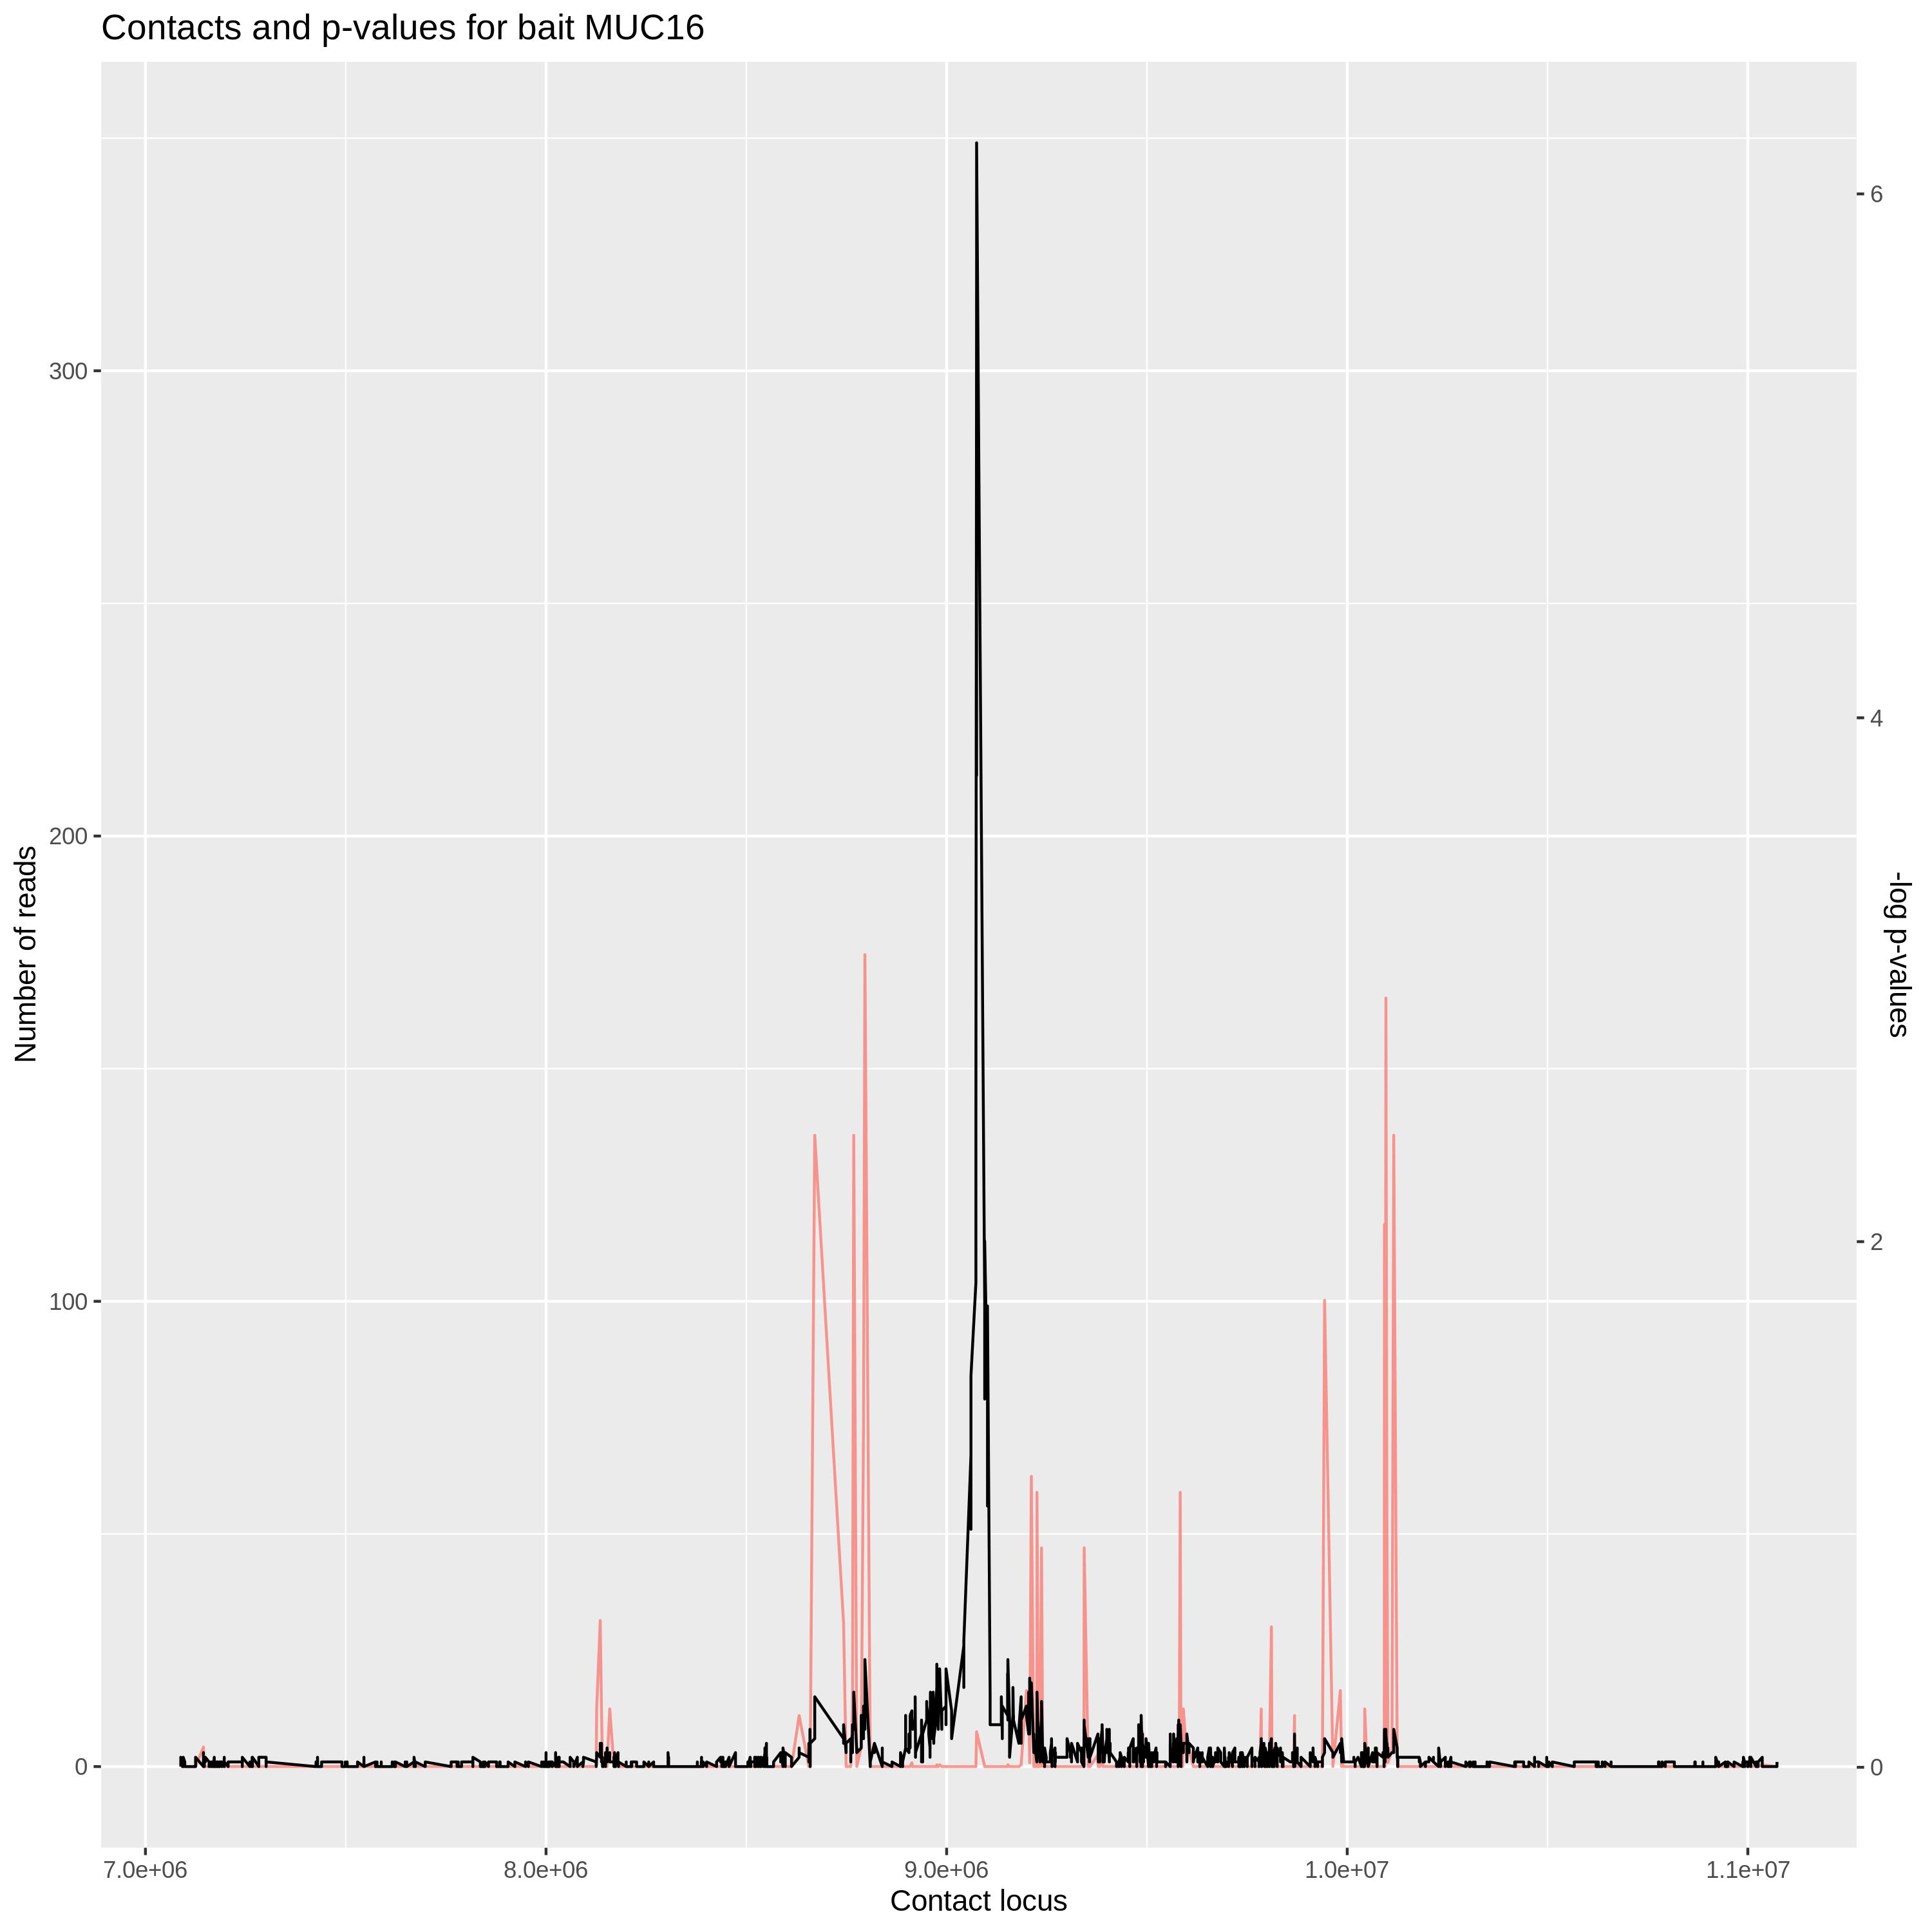 Contacts and p-values for bait MUC16
300
200
100
0
6
4
2
0
Number of reads
-log p-values
7.0e+06 8.0e+06 9.0e+06 1.0e+07 1.1e+07
Contact locus